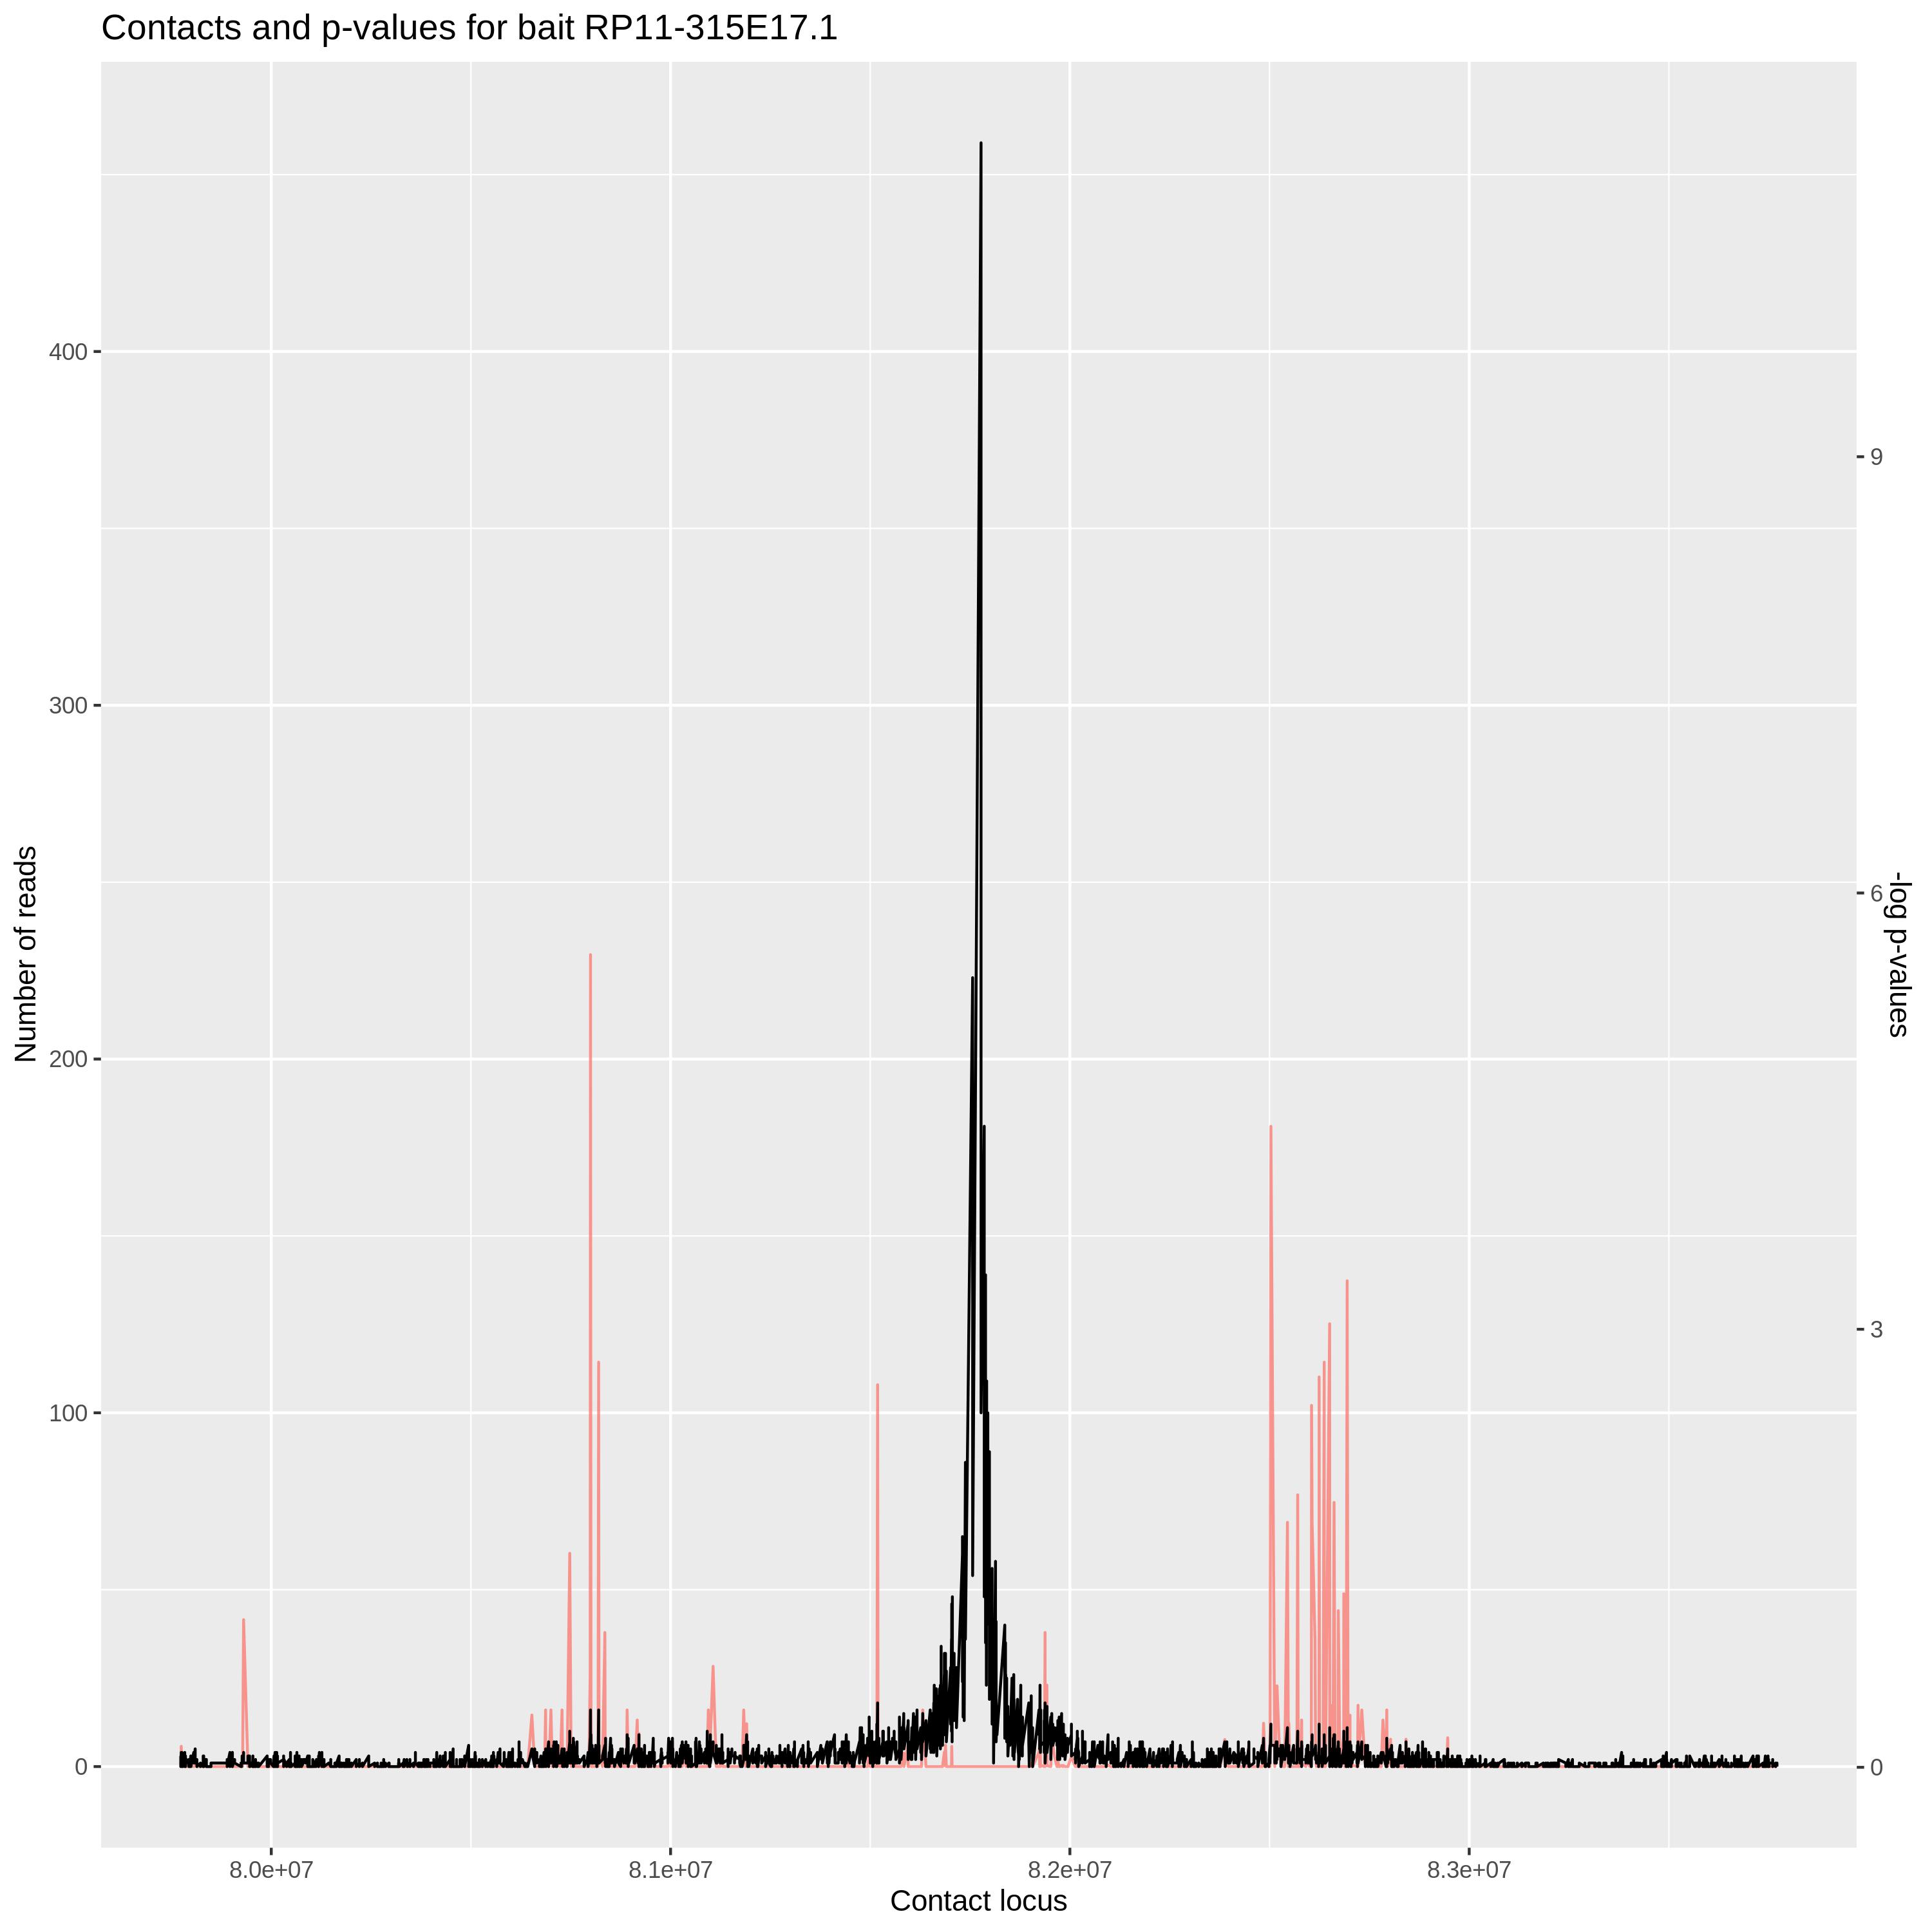 Contacts and p-values for bait RP11-315E17.1
Number of reads
400
300
200
100
0
9
6
3
0
-log p-values
8.0e+07
8.1e+07
8.2e+07
8.3e+07
Contact locus